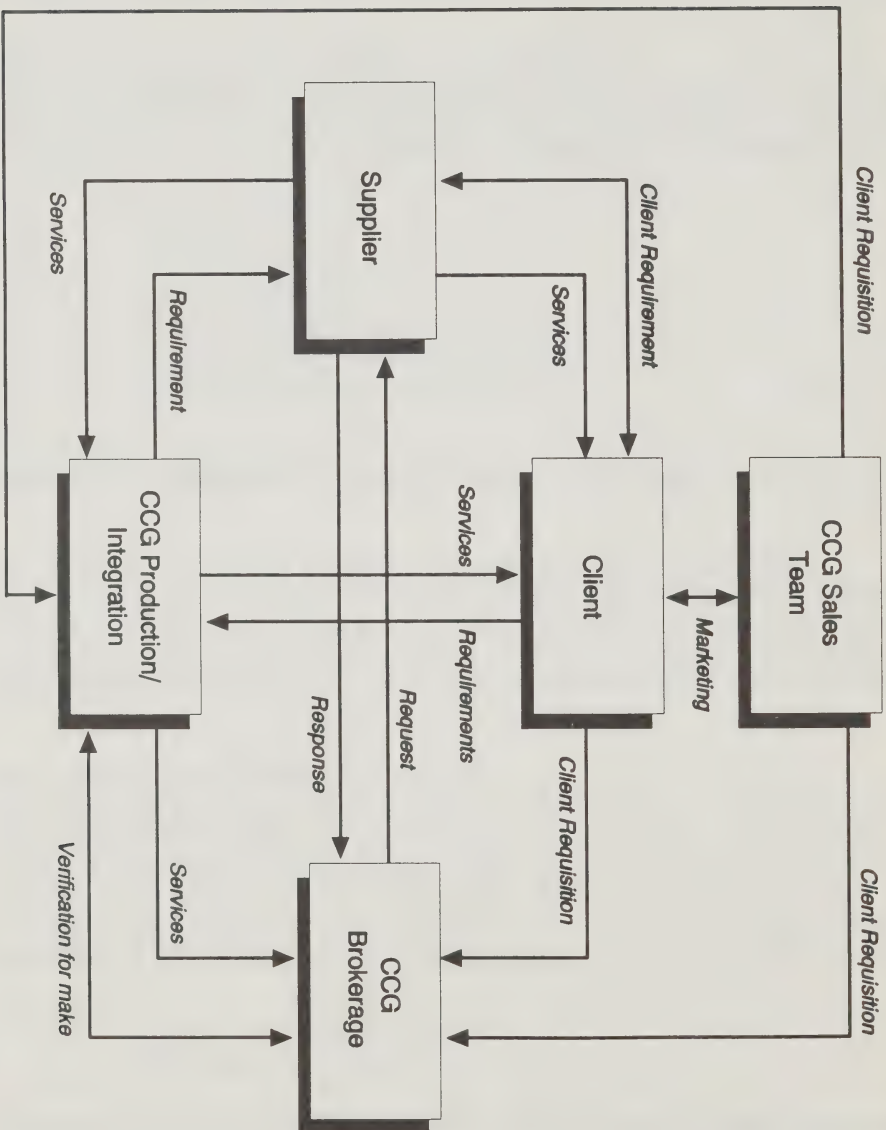 Client Requisition
Client Requisition
CCG Sales
Team
Marketing
Client Requirement
Client
Services
Client Requisition
Services
Requirements
Request
CCG
Brokerage
Supplier
Response
Requirement
Services
CCG Production/
Integration
Services
Verification for make